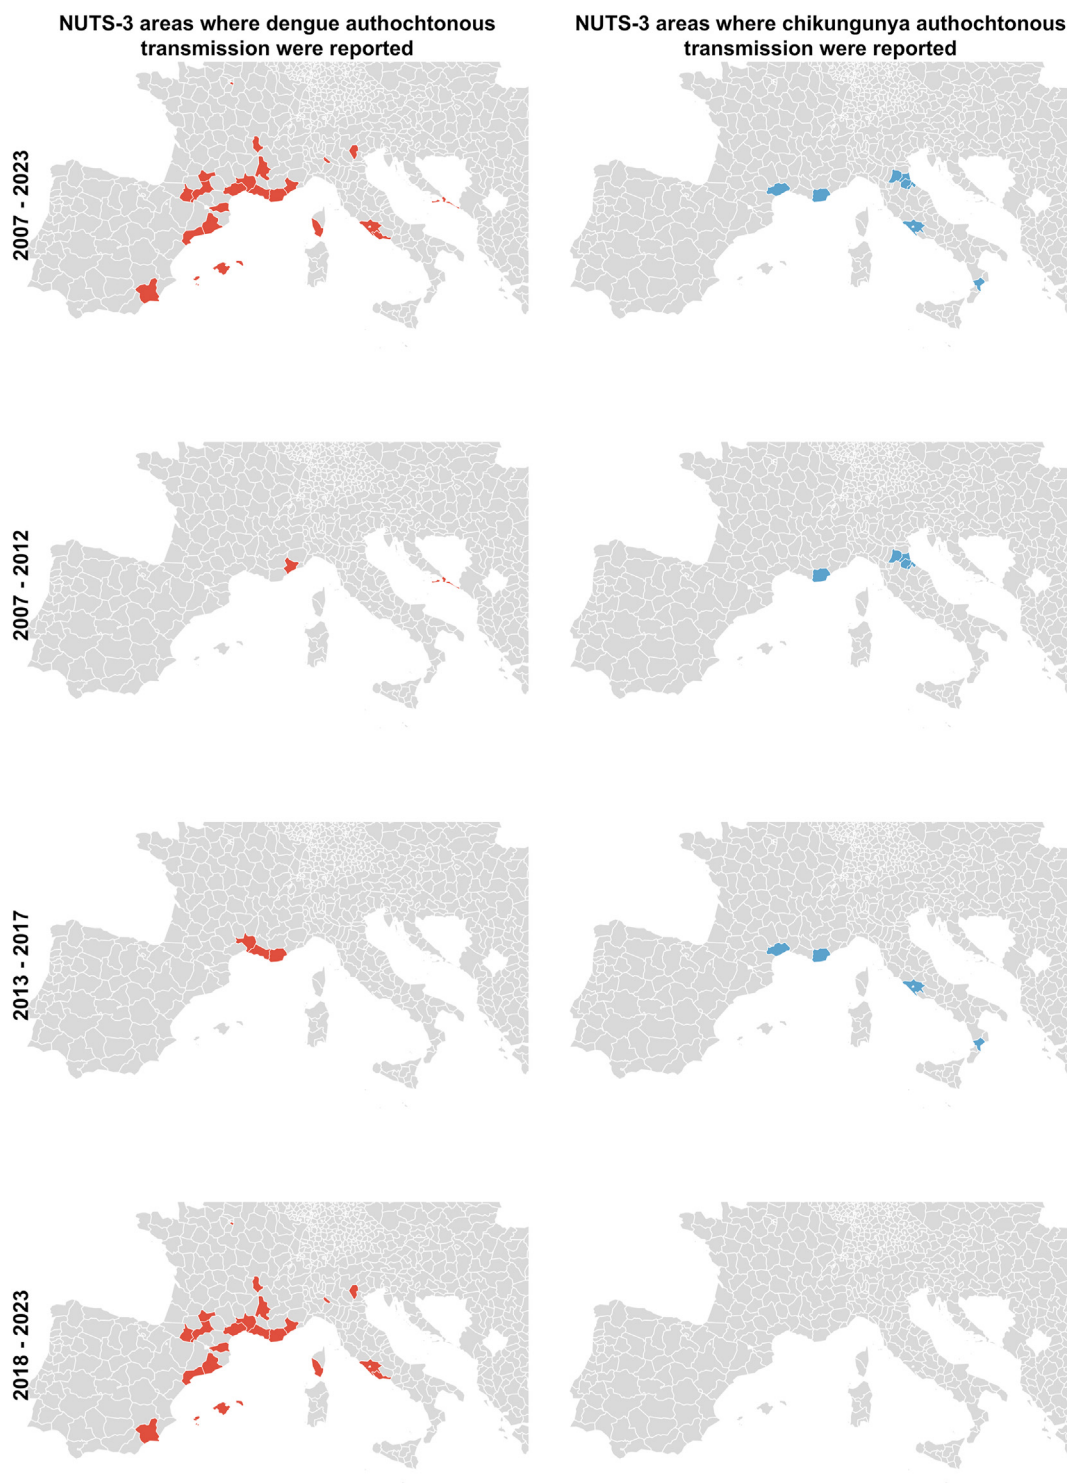 NUTS-3 areas where dengue authochtonous
transmission were reported
NUTS-3 areas where chikungunya authochtonous
transmission were reported
2007 - 2023
2007 - 2012
2013 - 2017
2018 - 2023